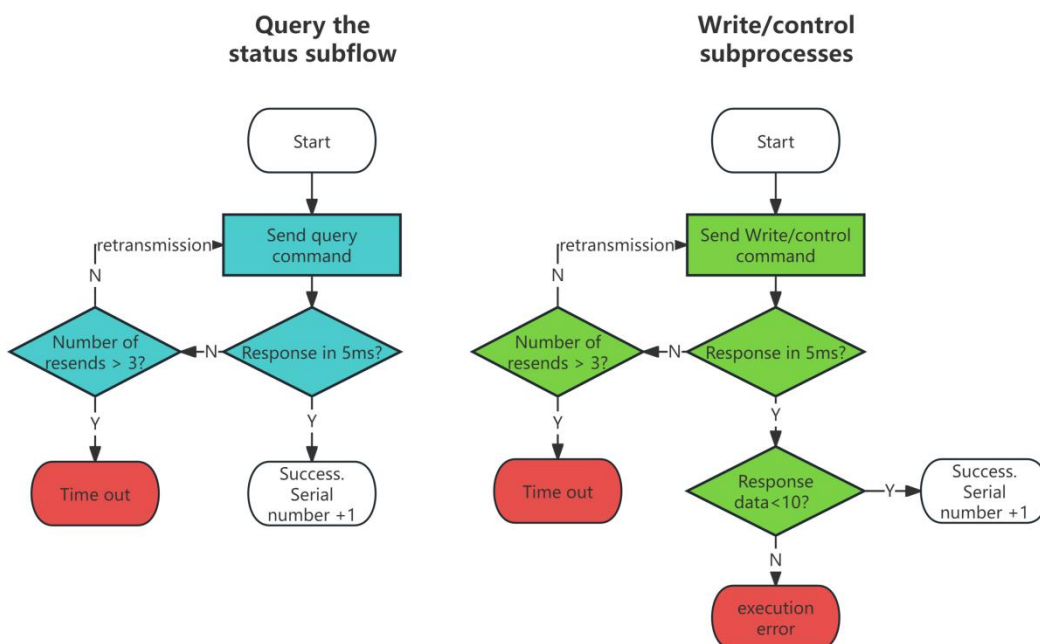 Query the
status subflow
Start
Send query
command
retransmission
N
Number of
resends > 3?
N
Response in 5ms?
Y
Y
Time out
Success.
Serial
number +1
Write/control
subprocesses
Start
Send Write/control
command
retransmission
N
Number of
resends > 3?
N
Response in 5ms?
Y
Y
Time out
Response
data<10?
Y
Success.
Serial
number +1
N
execution
error